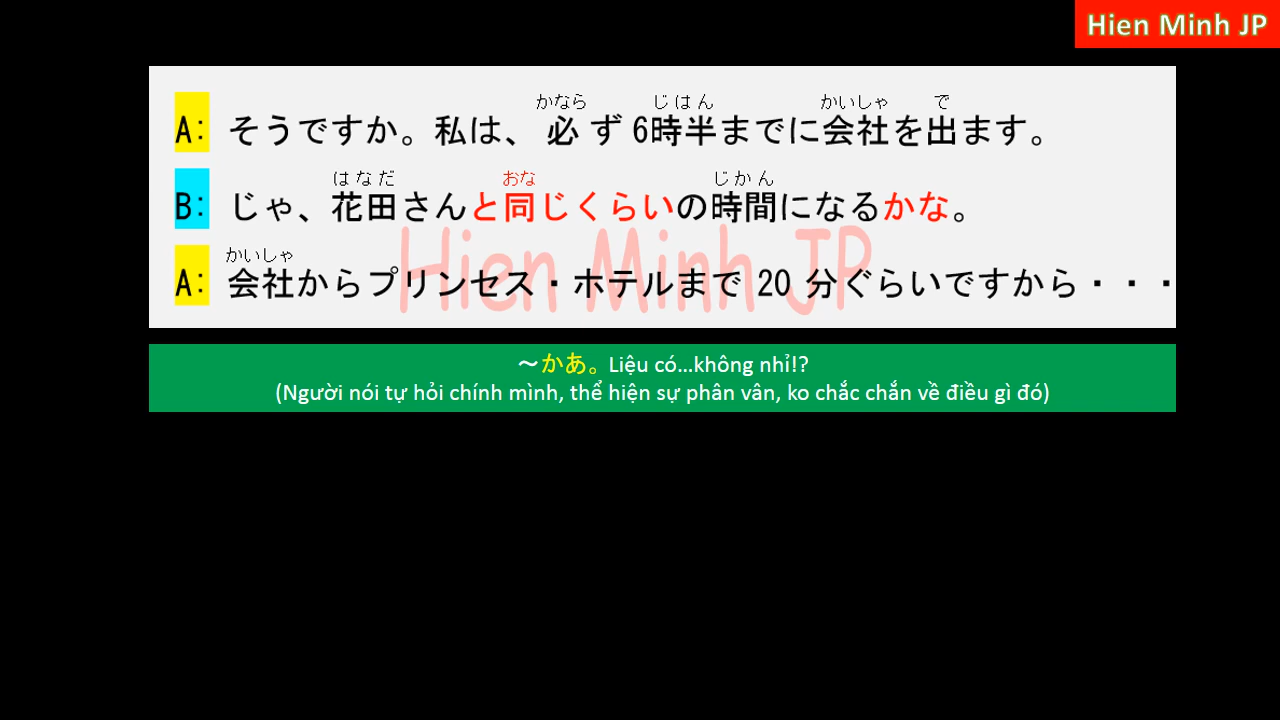 Hien Minh JP
かなら じはん かいしゃ で
A: そうですか。私は、必ず6時半までに会社を出ます。
はなだ おな じかん
B: じゃ、花田さんと同じくらいの時間になるかな。
かいしゃ
A: 会社からプリンセス・ホテルまで 20 分ぐらいですから・・・
Hien Minh JP
～かあ。Liệu có...không nhỉ!?
(Người nói tự hỏi chính mình, thể hiện sự phân vân, ko chắc chắn về điều gì đó)